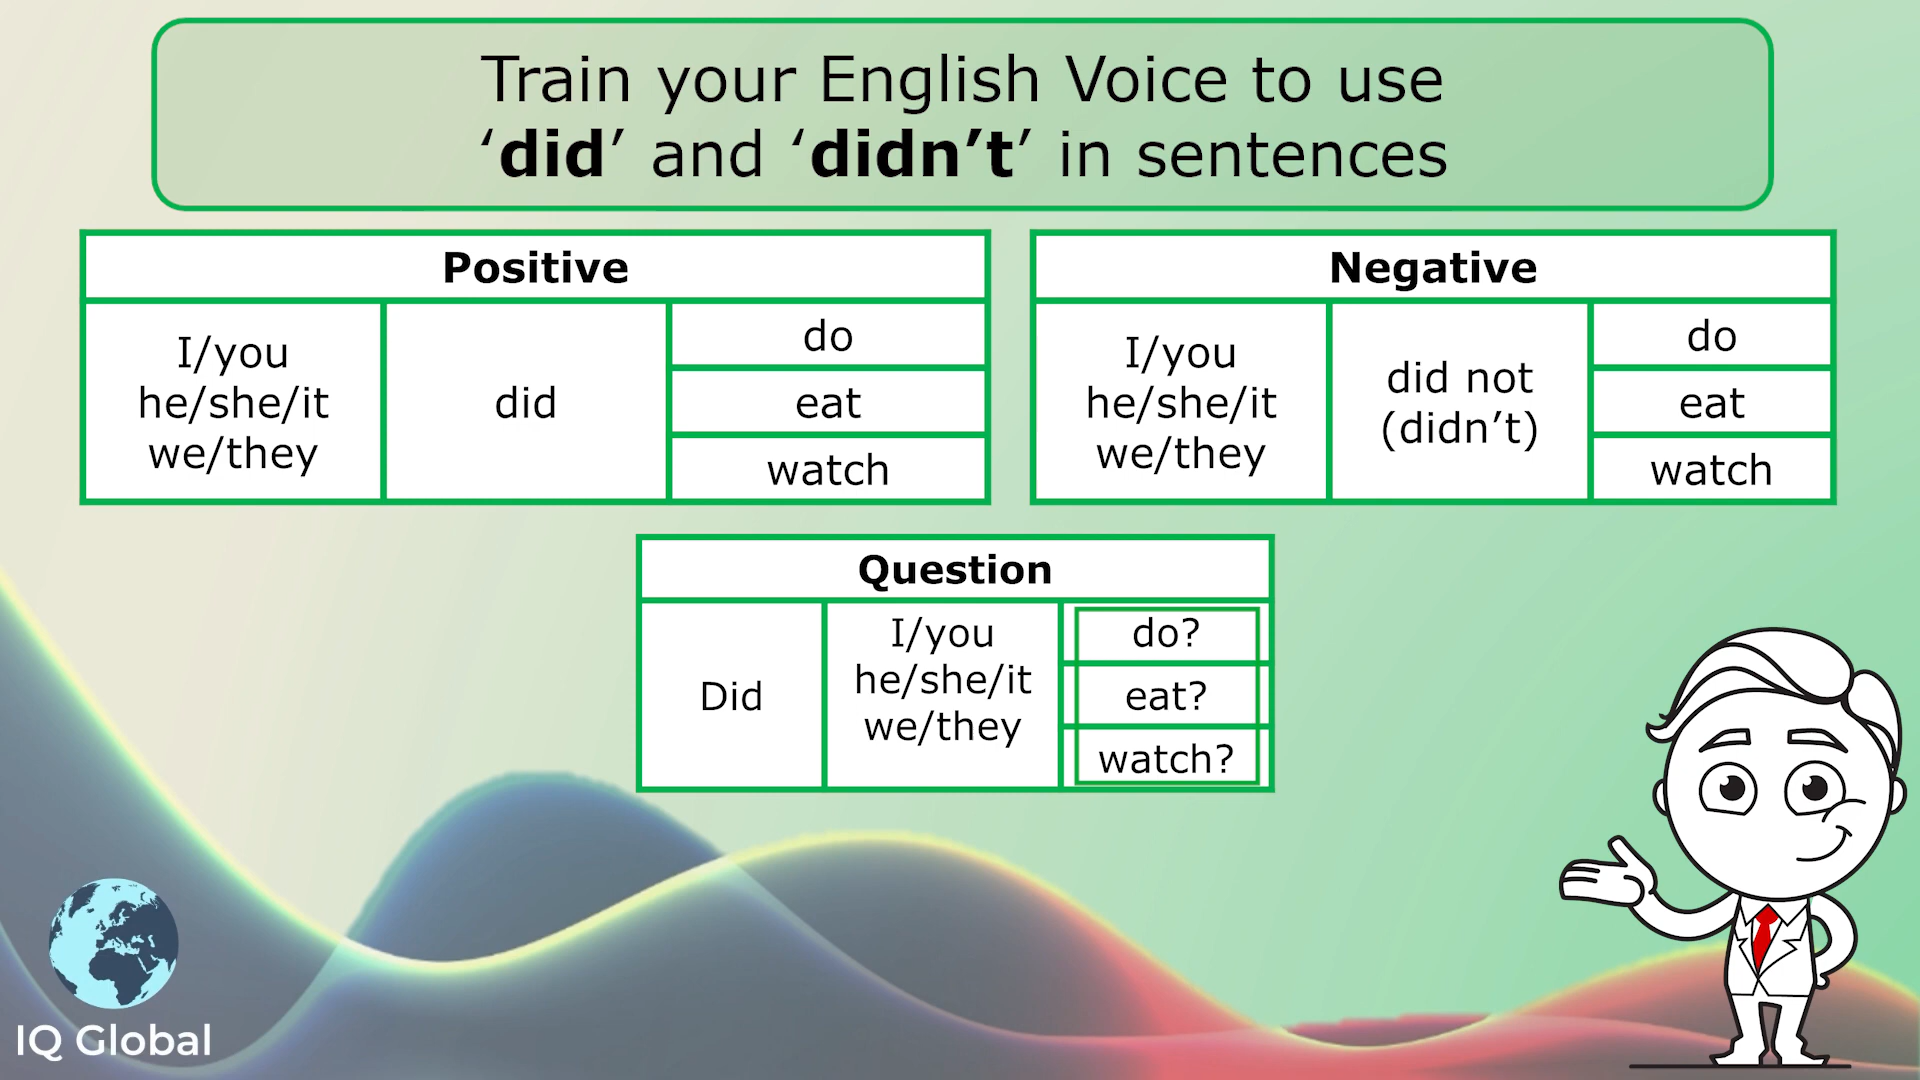 Train your English Voice to use
‘did’ and ‘didn’t’ in sentences
Positive
I/you
he/she/it
we/they
did
do
eat
watch
Negative
I/you
he/she/it
we/they
did not
(didn’t)
do
eat
watch
Question
Did
I/you
he/she/it
we/they
do?
eat?
watch?
IQ Global